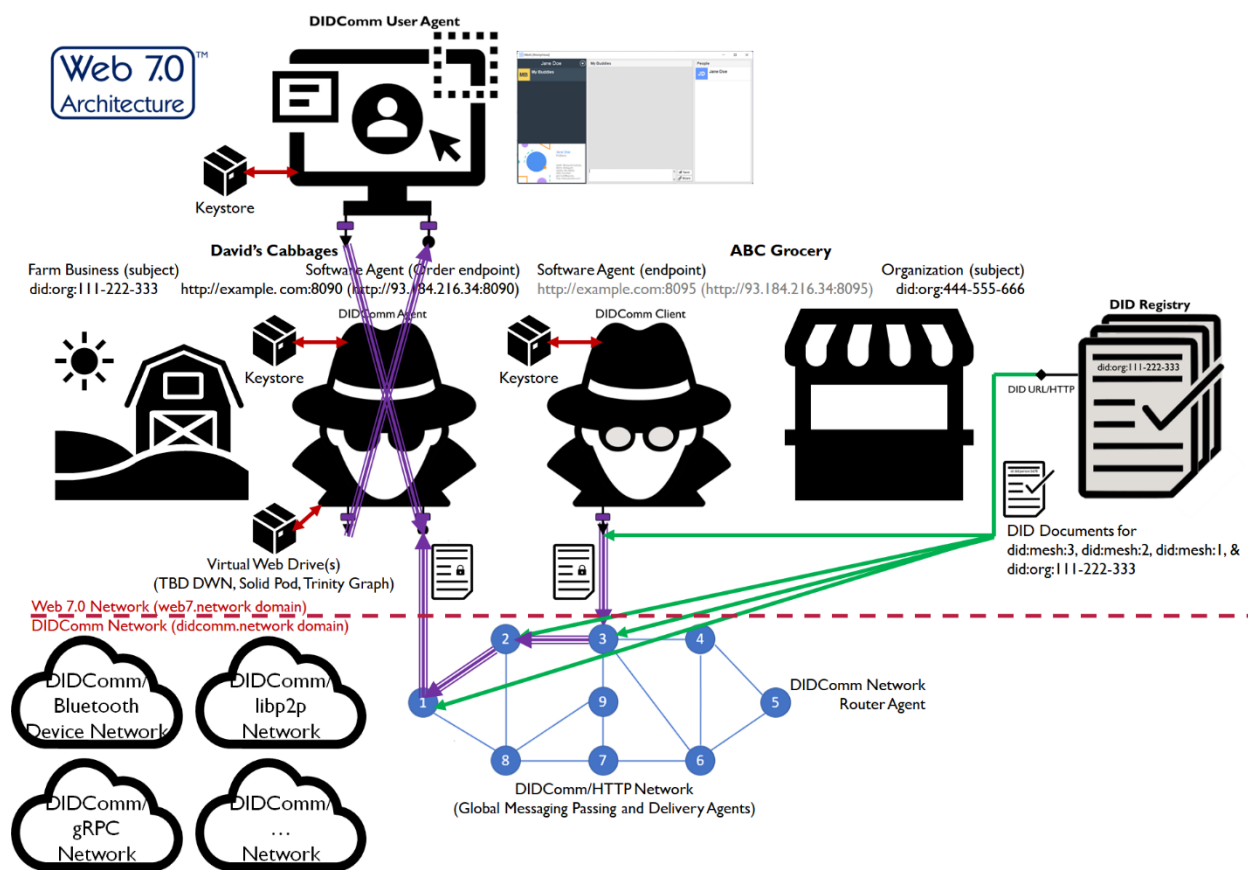 DIDComm User Agent
Web 7.0™
Architecture
Jane Doe
MB
My Buddies
My Buddies
People
JD
Jane Doe
Keystore
David's Cabbages
ABC Grocery
Farm Business (subject)
did:org:111-222-333
Software Agent (Order endpoint)
http://example. com:8090 (http://93.184.216.34:8090)
DIDComm Agent
Software Agent (endpoint)
http://example.com:8095 (http://93.184.216.34:8095)
DIDComm Client
Organization (subject)
did:org:444-555-666
DID Registry
did:org:111-222-333
DID URL/HTTP
Keystore
Keystore
DID Documents for
did:mesh:3, did:mesh:2, did:mesh:1, &
did:org:111-222-333
Virtual Web Drive(s)
(TBD DWN, Solid Pod, Trinity Graph)
Web 7.0 Network (web7.network domain)
DIDComm Network (didcomm.network domain)
DIDComm/
Bluetooth
Device Network
DIDComm/
libp2p
Network
DIDComm/
gRPC
Network
DIDComm/
…
Network
2
3
4
1
9
5
8
7
6
DIDComm Network
Router Agent
DIDComm/HTTP Network
(Global Messaging Passing and Delivery Agents)